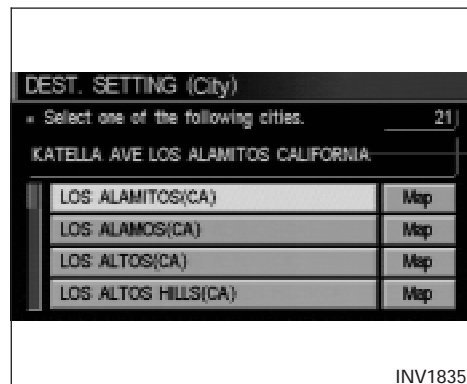 DEST. SETTING (City)
Select one of the following cities. 21
KATELLA AVE LOS ALAMITOS CALIFORNIA
LOS ALAMITOS(CA) Map
LOS ALAMOS(CA) Map
LOS ALTOS(CA) Map
LOS ALTOS HILLS(CA) Map
INV1835